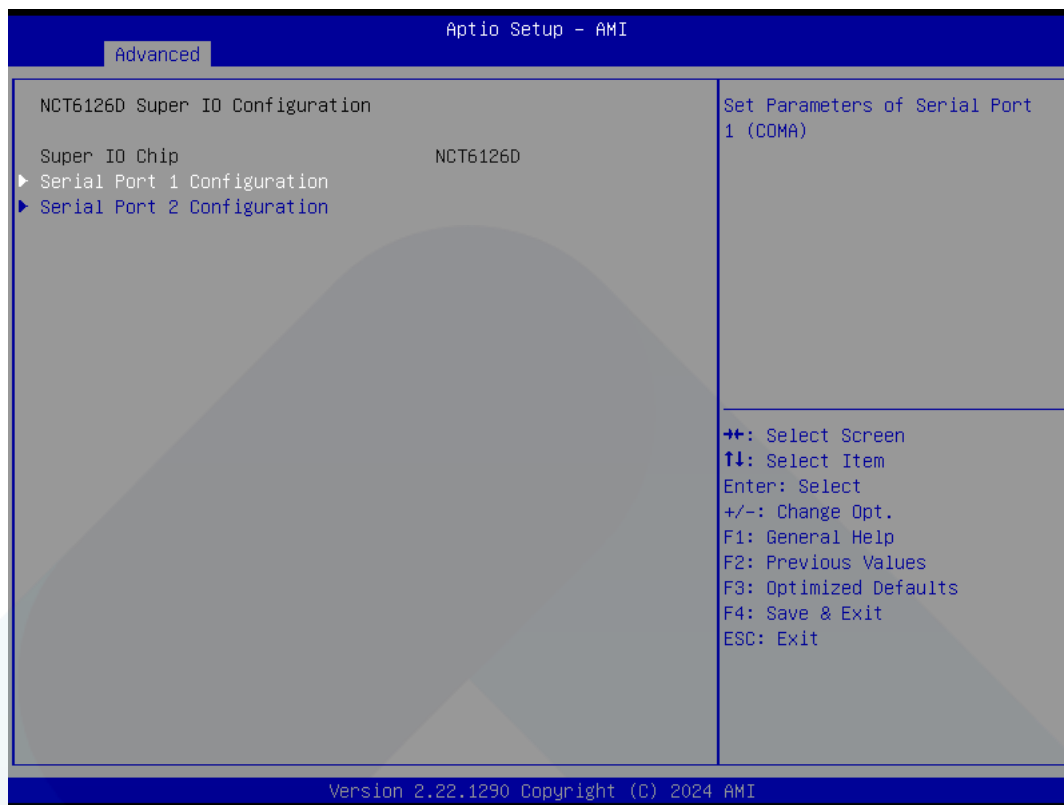 Aptio Setup – AMI
Advanced
NCT6126D Super IO Configuration
Super IO Chip NCT6126D
▶ Serial Port 1 Configuration
▶ Serial Port 2 Configuration
Set Parameters of Serial Port
1 (COMA)
→←: Select Screen
↑↓: Select Item
Enter: Select
+/-: Change Opt.
F1: General Help
F2: Previous Values
F3: Optimized Defaults
F4: Save & Exit
ESC: Exit
Version 2.22.1290 Copyright (C) 2024 AMI